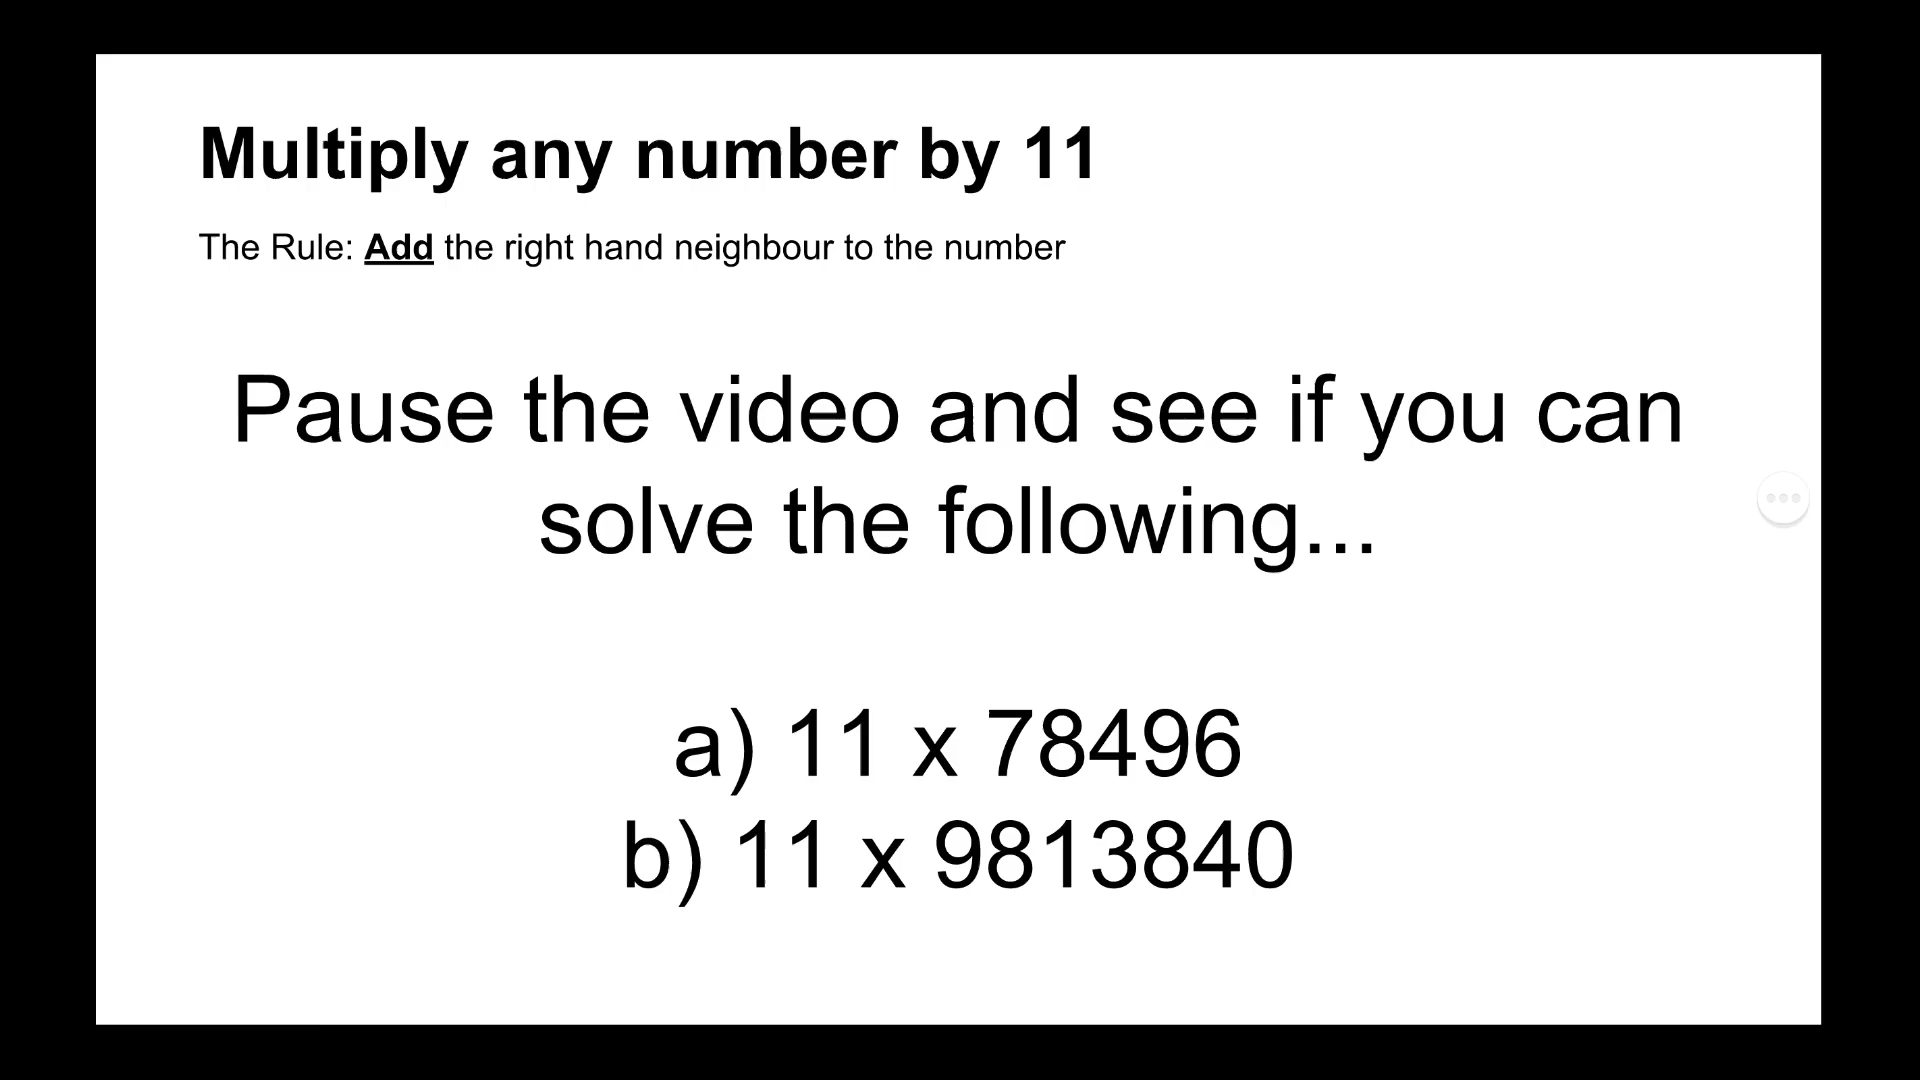 Multiply any number by 11
The Rule: Add the right hand neighbour to the number
Pause the video and see if you can
solve the following...
a) 11 x 78496
b) 11 x 9813840